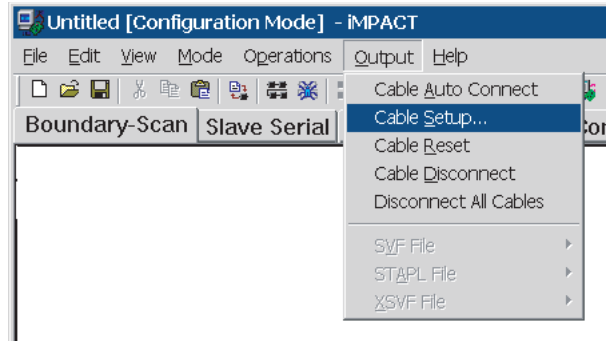 Untitled [Configuration Mode] - iMPACT
File Edit View Mode Operations Output Help
Boundary-Scan Slave Serial
Cable Auto Connect
Cable Setup...
Cable Reset
Cable Disconnect
Disconnect All Cables
SVF File
STAPL File
XSVF File